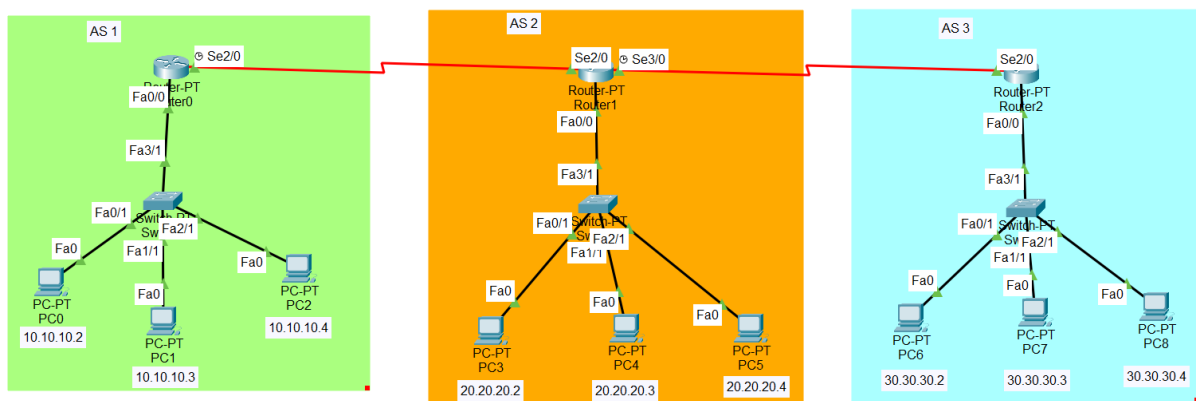 AS 1
Se2/0
Router-PT
Fa0/0
Fa3/1
Fa0/1
Fa2/1
Fa1/1
Fa0
PC-PT
PC0
10.10.10.2
Fa0
PC-PT
PC1
10.10.10.3
Fa0
PC-PT
PC2
10.10.10.4
AS 2
Se2/0
Se3/0
Router-PT
Router1
Fa0/0
Fa3/1
Switch-PT
Fa0/1
Fa2/1
Fa1/1
Fa0
PC-PT
PC3
20.20.20.2
Fa0
PC-PT
PC4
20.20.20.3
Fa0
PC-PT
PC5
20.20.20.4
AS 3
Se2/0
Router-PT
Router2
Fa0/0
Fa3/1
Switch-PT
Fa0/1
Fa2/1
Fa1/1
Fa0
PC-PT
PC6
30.30.30.2
Fa0
PC-PT
PC7
30.30.30.3
Fa0
PC-PT
PC8
30.30.30.4